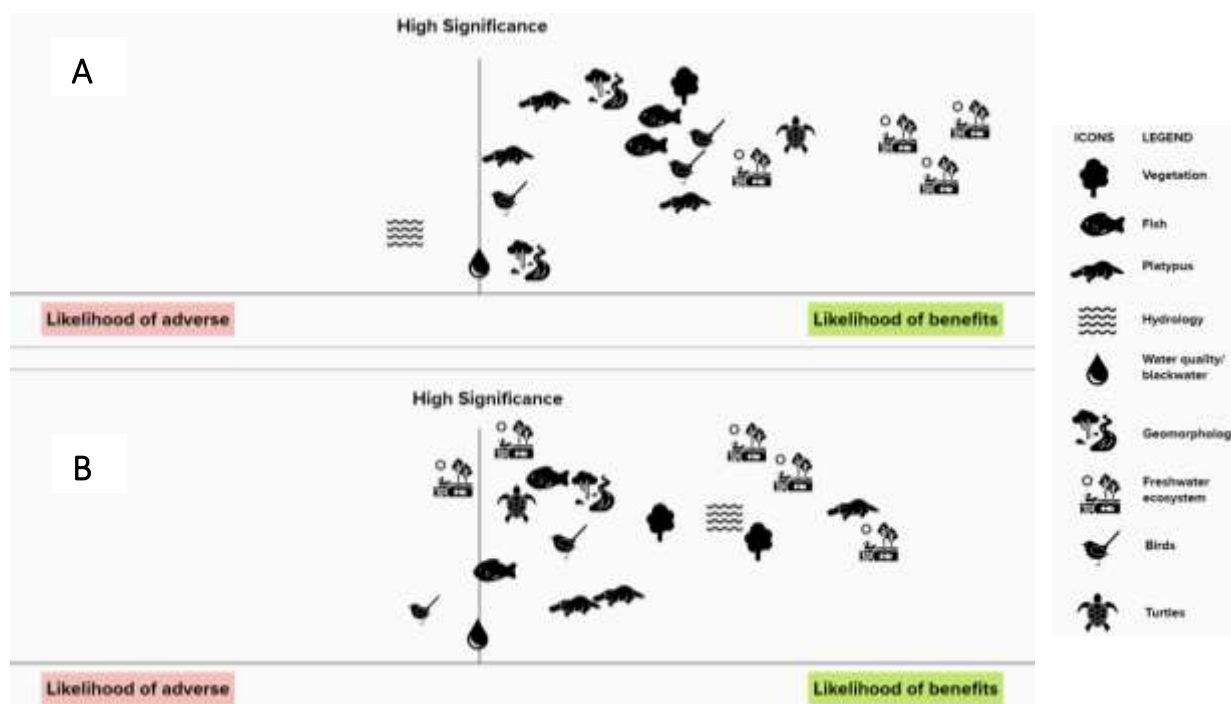 High Significance
A
Likelihood of adverse
Likelihood of benefits
High Significance
B
Likelihood of adverse
Likelihood of benefits
ICONS LEGEND
Vegetation
Fish
Platypus
Hydrology
Water quality/
blackwater
Geomorpholog
Freshwater
ecosystem
Birds
Turtles